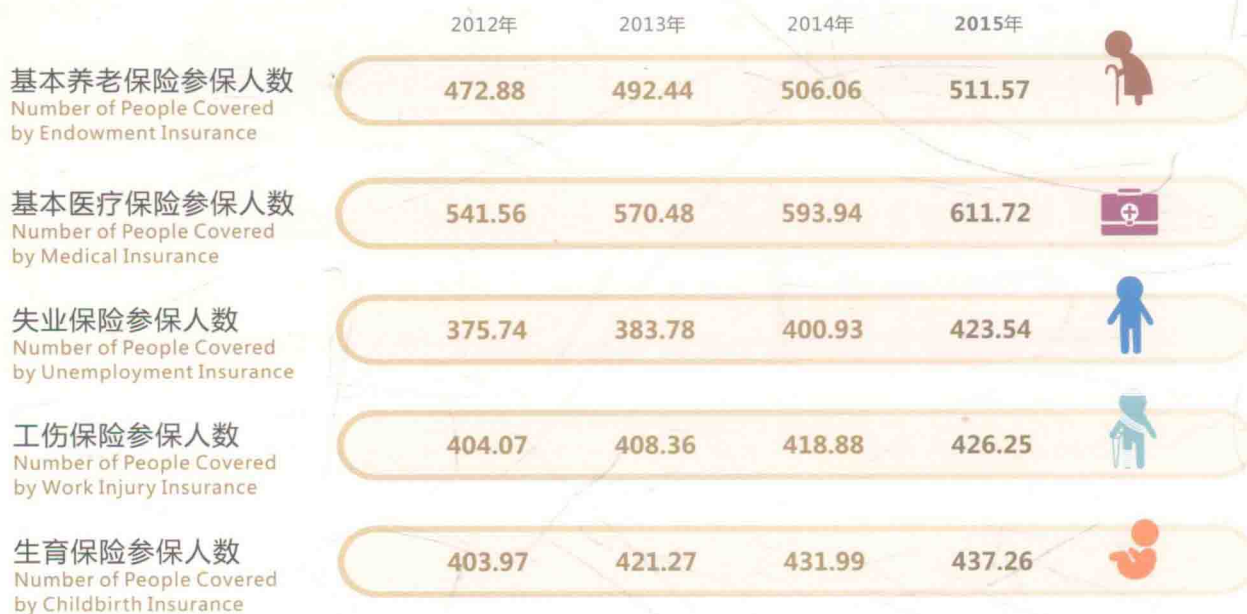 2012年 2013年 2014年 2015年
基本养老保险参保人数
Number of People Covered
by Endowment Insurance
472.88 492.44 506.06 511.57
基本医疗保险参保人数
Number of People Covered
by Medical Insurance
541.56 570.48 593.94 611.72
失业保险参保人数
Number of People Covered
by Unemployment Insurance
375.74 383.78 400.93 423.54
工伤保险参保人数
Number of People Covered
by Work Injury Insurance
404.07 408.36 418.88 426.25
生育保险参保人数
Number of People Covered
by Childbirth Insurance
403.97 421.27 431.99 437.26